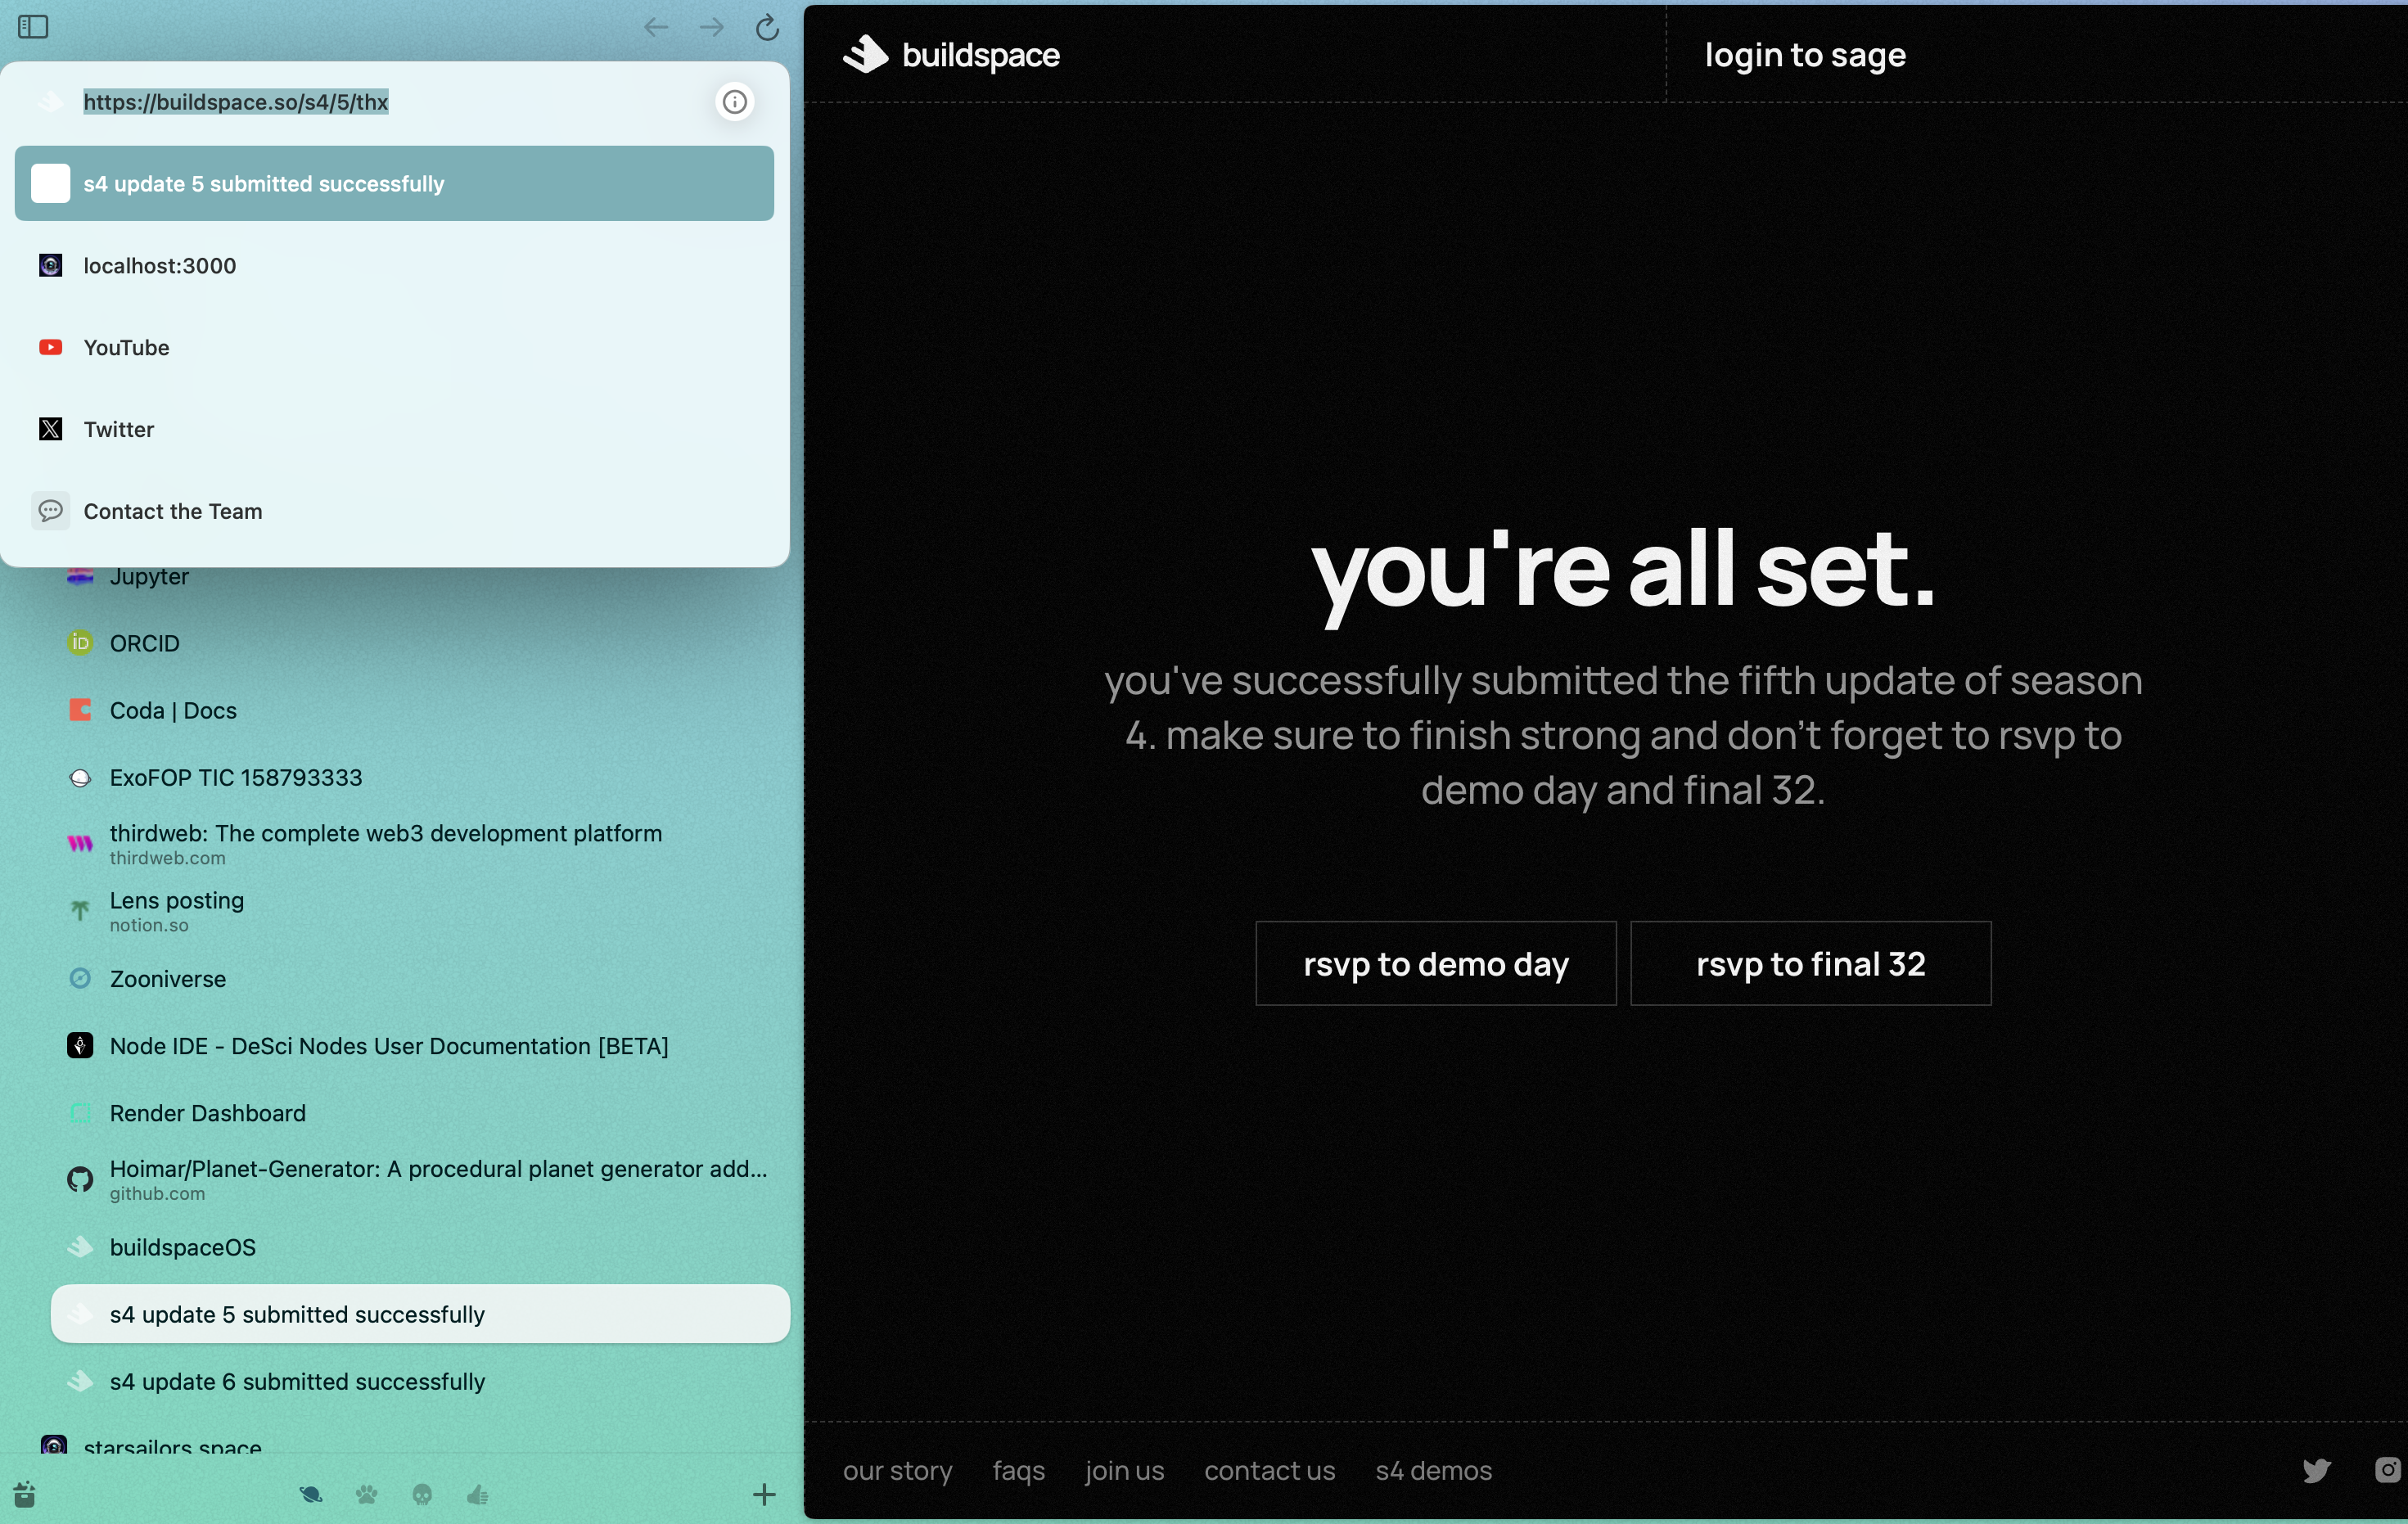 https://buildspace.so/s4/5/thx
s4 update 5 submitted successfully
localhost:3000
YouTube
Twitter
Contact the Team
Jupyter
ORCID
Coda | Docs
ExoFOP TIC 158793333
thirdweb: The complete web3 development platform
thirdweb.com
Lens posting
notion.so
Zooniverse
Node IDE - DeSci Nodes User Documentation [BETA]
Render Dashboard
Hoimar/Planet-Generator: A procedural planet generator add...
github.com
buildspaceOS
s4 update 5 submitted successfully
s4 update 6 submitted successfully
starsailors.space
buildspace
login to sage
you're all set.
you've successfully submitted the fifth update of season
4. make sure to finish strong and don't forget to rsvp to
demo day and final 32.
rsvp to demo day
rsvp to final 32
our story
faqs
join us
contact us
s4 demos